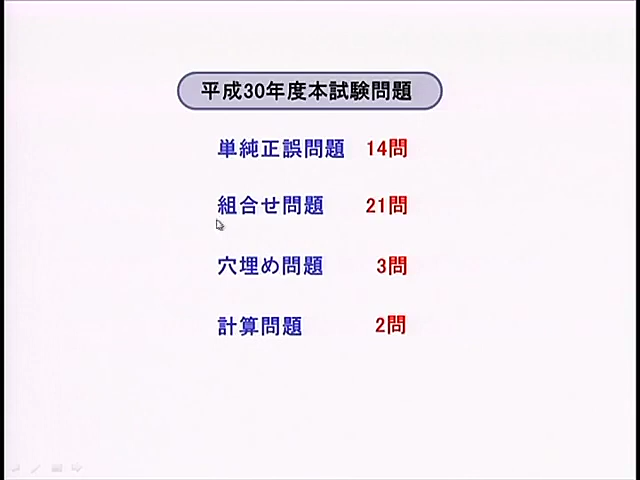 平成30年度本試験問題
単純正誤問題 14問
組合せ問題 21問
穴埋め問題 3問
計算問題 2問